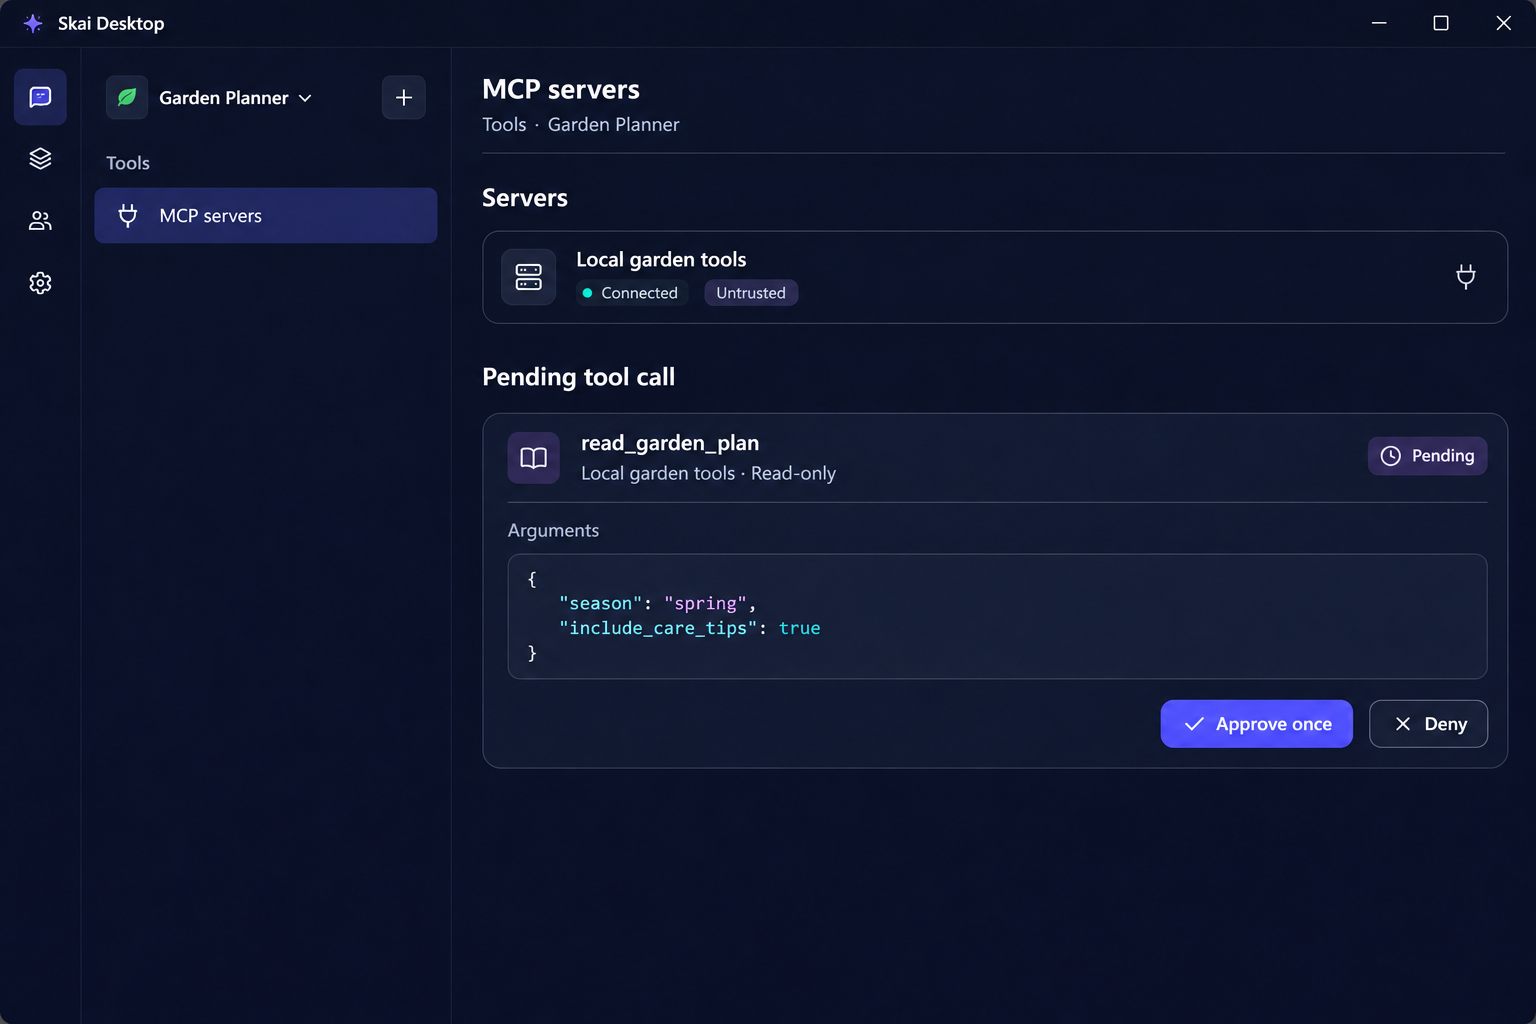 Skai Desktop
Garden Planner
Tools
MCP servers
MCP servers
Tools · Garden Planner
Servers
Local garden tools
Connected
Untrusted
Pending tool call
read_garden_plan
Local garden tools · Read-only
Pending
Arguments
{
"season": "spring",
"include_care_tips": true
}
Approve once
Deny